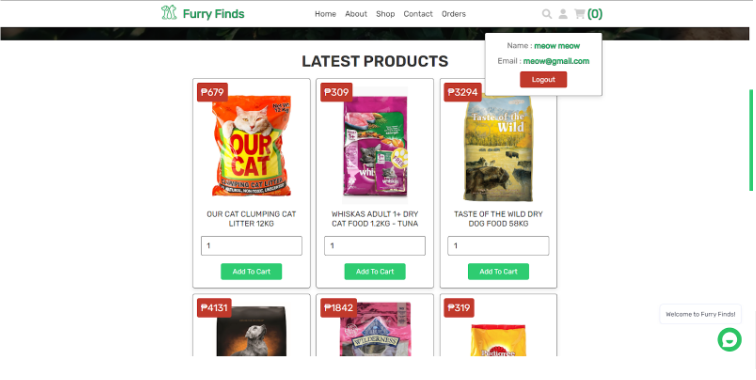 Furry Finds
Home About Shop Contact Orders
(0)
Name : meow meow
Email : meow@gmail.com
Logout
LATEST PRODUCTS
₱679
OUR
CAT
OUR CAT CLUMPING CAT
LITTER 12KG
1
Add To Cart
₱309
whiskas
WHISKAS ADULT 1+ DRY
CAT FOOD 1.2KG - TUNA
1
Add To Cart
₱3294
Taste of the
Wild
TASTE OF THE WILD DRY
DOG FOOD 58KG
1
Add To Cart
₱4131
₱1842
WILDERNESS
₱319
Pedigree
Welcome to Furry Finds!